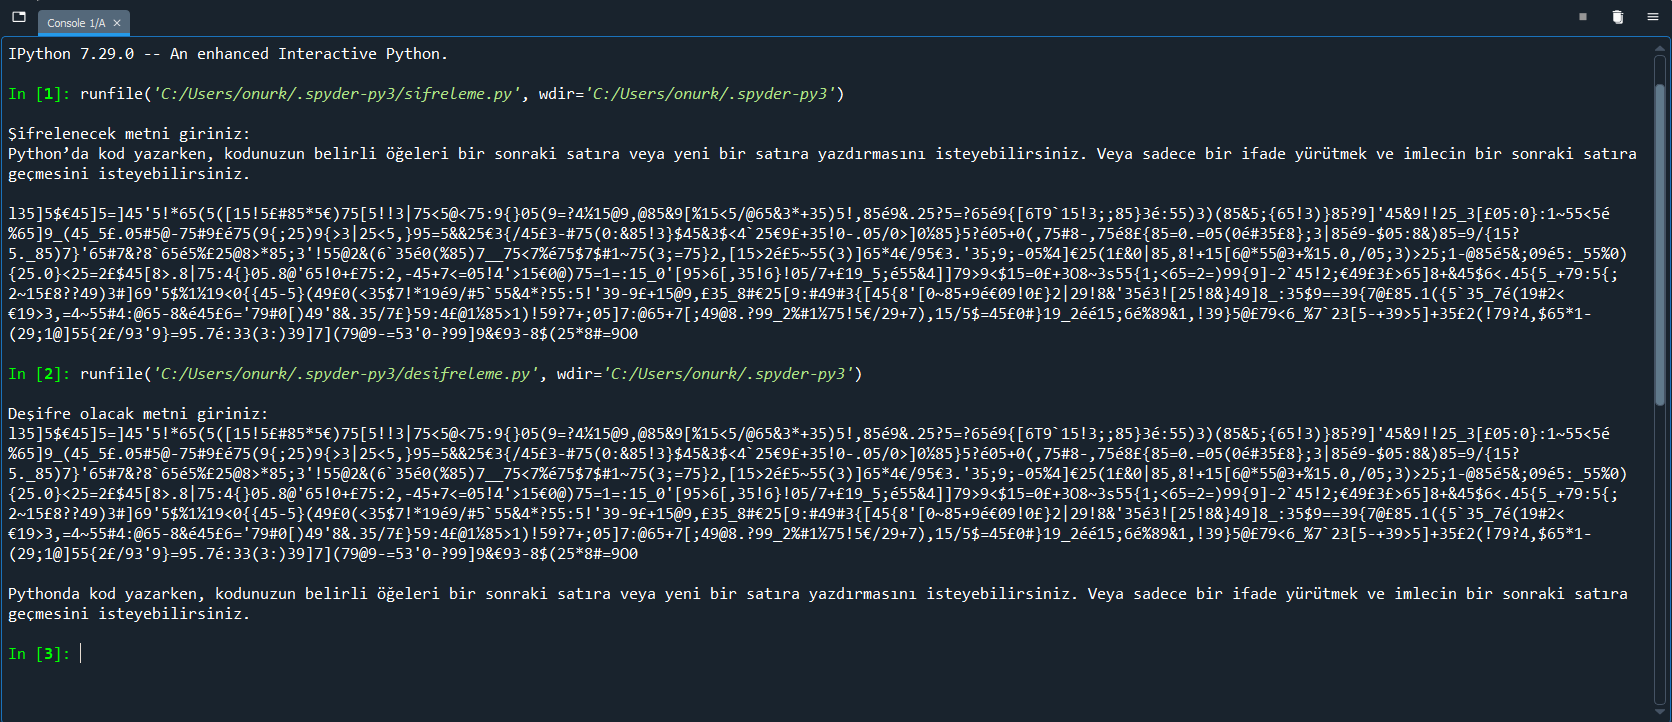 Console 1/A ×
IPython 7.29.0 -- An enhanced Interactive Python.
In [1]: runfile('C:/Users/onurk/.spyder-py3/sifreleme.py', wdir='C:/Users/onurk/.spyder-py3')
Şifrelenecek metni giriniz:
Python’da kod yazarken, kodunuzun belirli öğeleri bir sonraki satıra veya yeni bir satıra yazdırmasını isteyebilirsiniz. Veya sadece bir ifade yürütmek ve imlecin bir sonraki satıra
geçmesini isteyebilirsiniz.
l35]5$€45]5=]45'5!*65(5([15!5£#85*5€)75[5!!3|75<5@<75:9{}05(9=?4½15@9,@85&9[%15<5/@65&3*+35)5!,85é9&.25?5=?65é9{[6T9`15!3;;85}3é:55)3)(85&5;{65!3)}85?9]'45&9!!25_3[£05:0}:1~55<5é
%65]9_(45_5£.05#5@-75#9£é75(9{;25)9{>3|25<5,}95=5&&25€3{/45£3-#75(0:&85!3}$45&3$<4`25€9£+35!0-.05/0>]0½85}5?é05+0(,75#8-,75é8£{85=0.=05(0é#35£8};3|85é9-$05:8&)85=9/{15?
5._85)7}'65#7&?8`65é5%£25@8>*85;3'!55@2&(6`35é0(%85)7__75<7%é75$7$#1~75(3;=75}2,[15>2é£5~55(3)]65*4€/95€3.'35;9;-05%4]€25(1£&0|85,8!+15[6@*55@3+%15.0,/05;3)>25;1-@85é5&;09é5:_55%0)
{25.0}<25=2£$45[8>.8|75:4{}05.8@'65!0+£75:2,-45+7<=05!4'>15€0@)75=1=:15_0'[95>6[,35!6}!05/7+£19_5;é55&4]]79>9<$15=0£+3O8~3s55{1;<65=2=)99{9]-2`45!2;€49£3£>65]8+&45$6<.45{5_+79:5{;
2~15£8??49)3#]69'5$%1½19<0{{45-5}(49£0(<35$7!*19é9/#5`55&4*?55:5!'39-9£+15@9,£35_8#€25[9:#49#3{[45{8'[0~85+9é€09!0£}2|29!8&'35é3![25!8&}49]8_:35$9==39{7@£85.1({5`35_7é(19#2<
€19>3,=4~55#4:@65-8&é45£6='79#0[)49'8&.35/7£}59:4£@1½85>1)!59?7+;05]7:@65+7[;49@8.?99_2%#1½75!5€/29+7),15/5$=45£0#}19_2éé15;6é%89&1,!39}5@£79<6_%7`23[5-+39>5]+35£2(!79?4,$65*1-
(29;1@]55{2£/93'9}=95.7é:33(3:)39]7](79@9-=53'0-?99]9&€93-8$(25*8#=9O0
In [2]: runfile('C:/Users/onurk/.spyder-py3/desifreleme.py', wdir='C:/Users/onurk/.spyder-py3')
Deşifre olacak metni giriniz:
l35]5$€45]5=]45'5!*65(5([15!5£#85*5€)75[5!!3|75<5@<75:9{}05(9=?4½15@9,@85&9[%15<5/@65&3*+35)5!,85é9&.25?5=?65é9{[6T9`15!3;;85}3é:55)3)(85&5;{65!3)}85?9]'45&9!!25_3[£05:0}:1~55<5é
%65]9_(45_5£.05#5@-75#9£é75(9{;25)9{>3|25<5,}95=5&&25€3{/45£3-#75(0:&85!3}$45&3$<4`25€9£+35!0-.05/0>]0½85}5?é05+0(,75#8-,75é8£{85=0.=05(0é#35£8};3|85é9-$05:8&)85=9/{15?
5._85)7}'65#7&?8`65é5%£25@8>*85;3'!55@2&(6`35é0(%85)7__75<7%é75$7$#1~75(3;=75}2,[15>2é£5~55(3)]65*4€/95€3.'35;9;-05%4]€25(1£&0|85,8!+15[6@*55@3+%15.0,/05;3)>25;1-@85é5&;09é5:_55%0)
{25.0}<25=2£$45[8>.8|75:4{}05.8@'65!0+£75:2,-45+7<=05!4'>15€0@)75=1=:15_0'[95>6[,35!6}!05/7+£19_5;é55&4]]79>9<$15=0£+3O8~3s55{1;<65=2=)99{9]-2`45!2;€49£3£>65]8+&45$6<.45{5_+79:5{;
2~15£8??49)3#]69'5$%1½19<0{{45-5}(49£0(<35$7!*19é9/#5`55&4*?55:5!'39-9£+15@9,£35_8#€25[9:#49#3{[45{8'[0~85+9é€09!0£}2|29!8&'35é3![25!8&}49]8_:35$9==39{7@£85.1({5`35_7é(19#2<
€19>3,=4~55#4:@65-8&é45£6='79#0[)49'8&.35/7£}59:4£@1½85>1)!59?7+;05]7:@65+7[;49@8.?99_2%#1½75!5€/29+7),15/5$=45£0#}19_2éé15;6é%89&1,!39}5@£79<6_%7`23[5-+39>5]+35£2(!79?4,$65*1-
(29;1@]55{2£/93'9}=95.7é:33(3:)39]7](79@9-=53'0-?99]9&€93-8$(25*8#=9O0
Pythonda kod yazarken, kodunuzun belirli öğeleri bir sonraki satıra veya yeni bir satıra yazdırmasını isteyebilirsiniz. Veya sadece bir ifade yürütmek ve imlecin bir sonraki satıra
geçmesini isteyebilirsiniz.
In [3]: